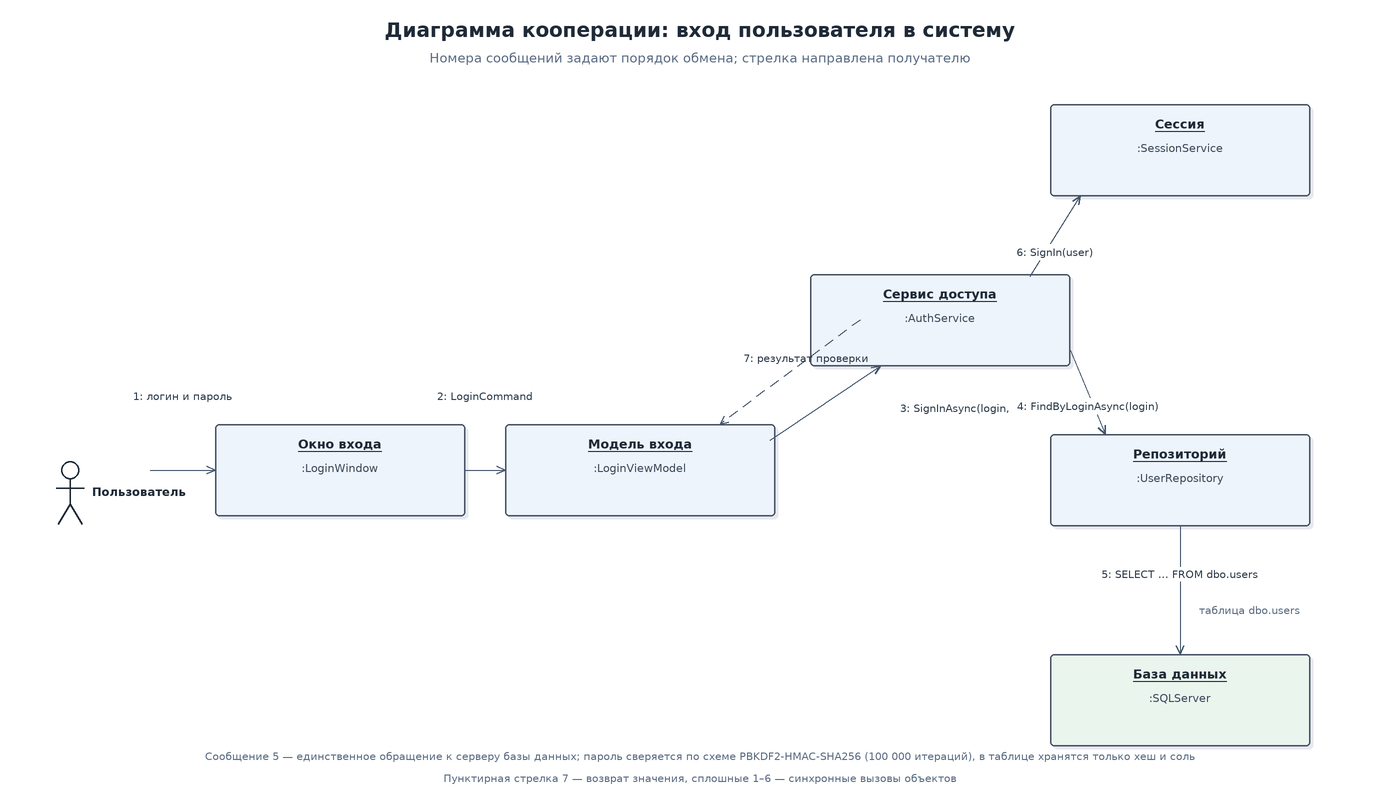 Диаграмма кооперации: вход пользователя в систему
Номера сообщений задают порядок обмена; стрелка направлена получателю
Сессия
:SessionService
6: SignIn(user)
Сервис доступа
:AuthService
7: результат проверки
1: логин и пароль
2: LoginCommand
3: SignInAsync(login,
4: FindByLoginAsync(login)
Пользователь
Окно входа
:LoginWindow
Модель входа
:LoginViewModel
Репозиторий
:UserRepository
5: SELECT ... FROM dbo.users
таблица dbo.users
База данных
:SQLServer
Сообщение 5 — единственное обращение к серверу базы данных; пароль сверяется по схеме PBKDF2-HMAC-SHA256 (100 000 итераций), в таблице хранятся только хеш и соль
Пунктирная стрелка 7 — возврат значения, сплошные 1–6 — синхронные вызовы объектов